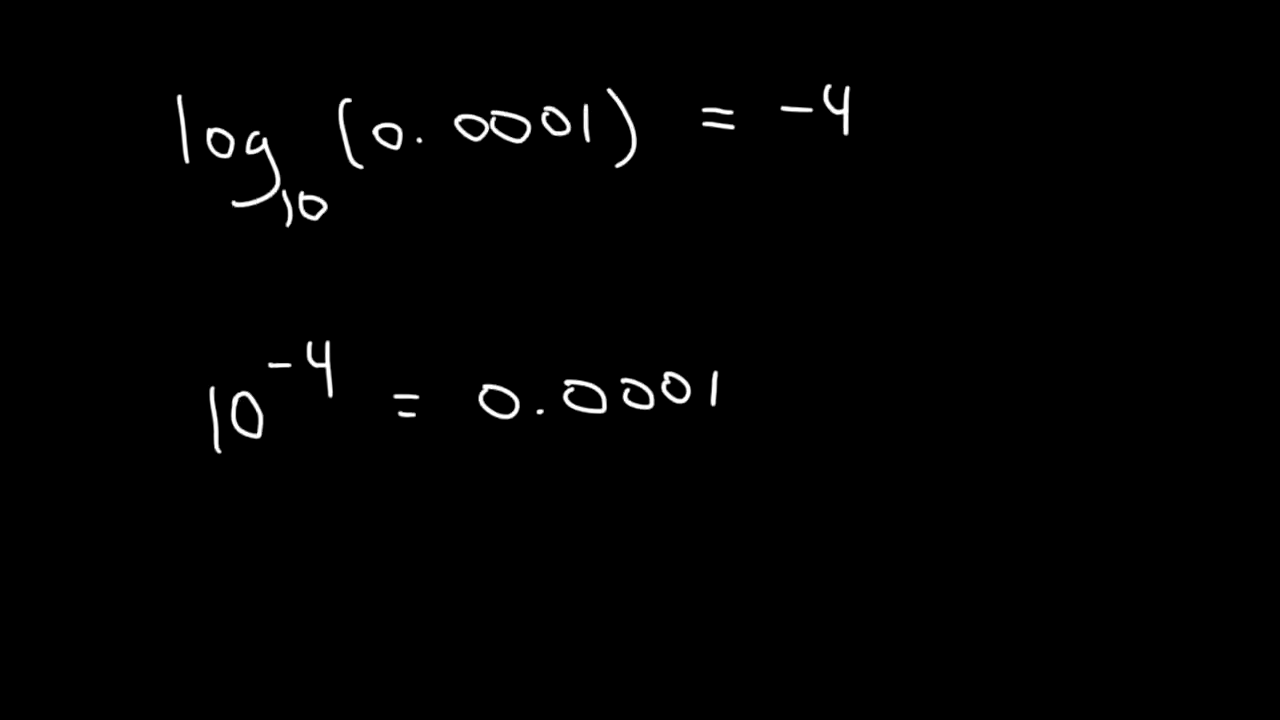 log₁₀ (0.0001) = -4
10⁻⁴ = 0.0001